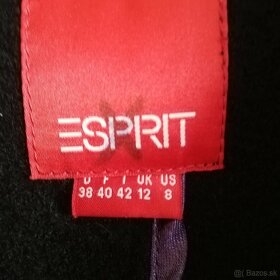 ESPRIT
D F I UK US
38 40 42 12 8
bazos.sk